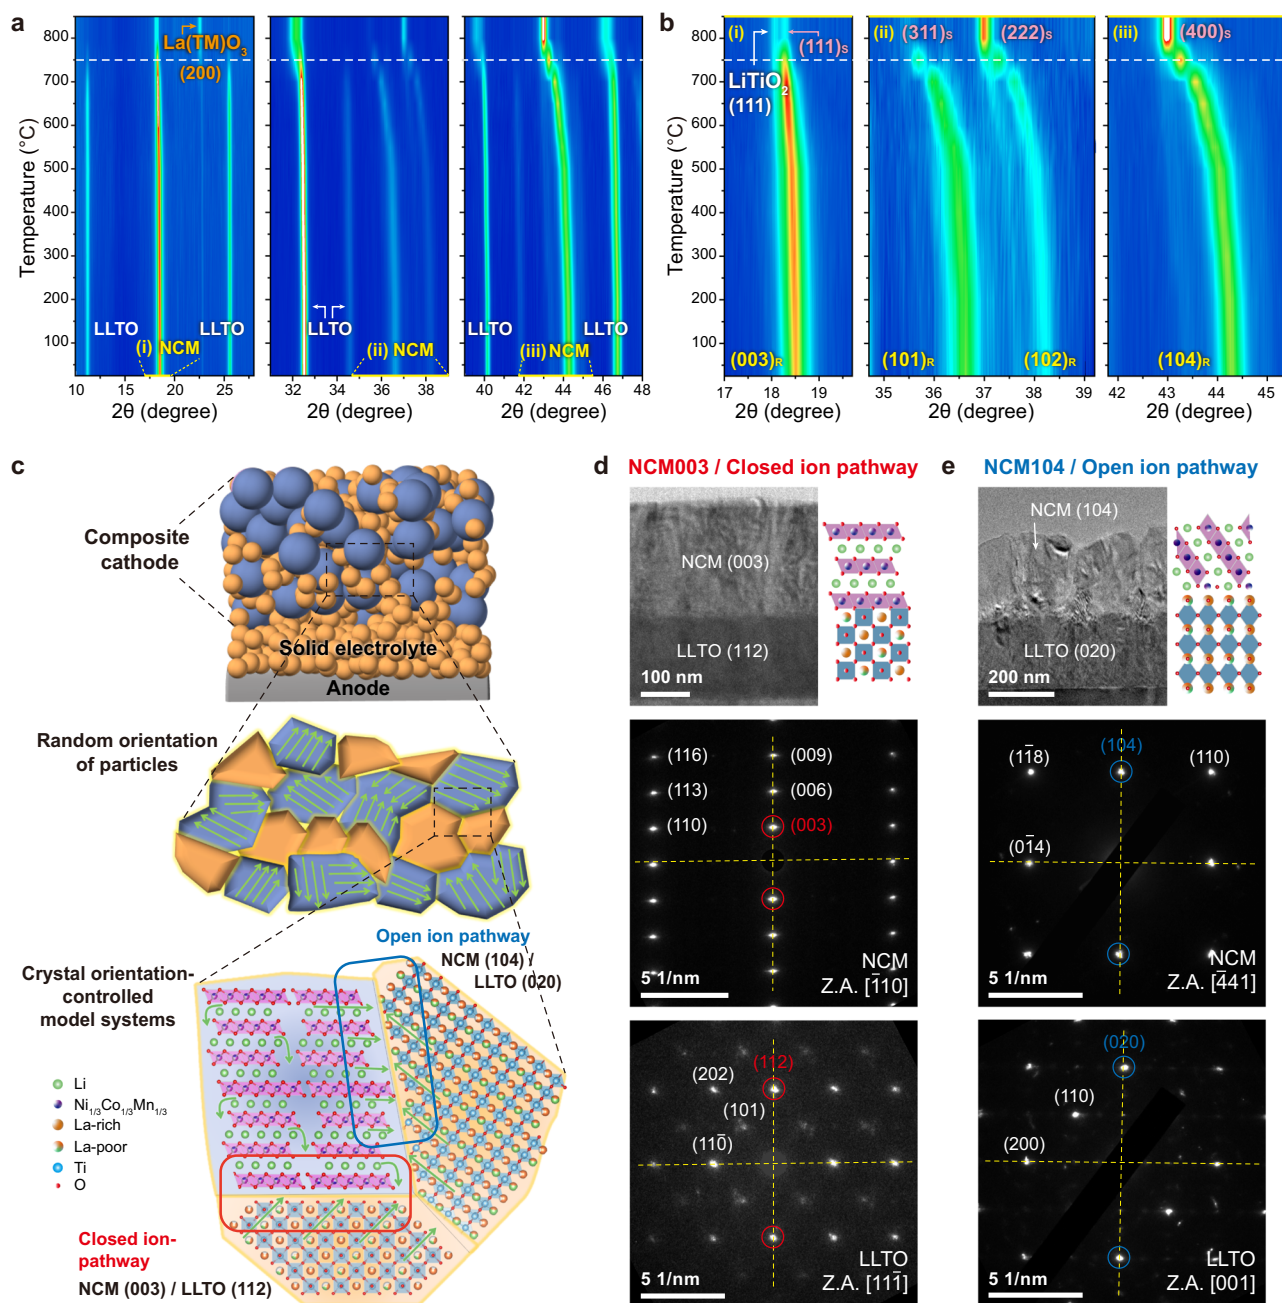 a
La(TM)O3
(200)
Temperature (°C)
800
700
600
500
400
300
200
100
LLTO
LLTO
(i) NCM
LLTO
(ii) NCM
LLTO
(iii) NCM
LLTO
10 15 20 25
32 34 36 38
40 42 44 46 48
2θ (degree)
2θ (degree)
2θ (degree)
b
(i)
(111)S
LiTiO2
(111)
(ii) (311)S
(222)S
(iii)
(400)S
Temperature (°C)
800
700
600
500
400
300
200
100
(003)R
(101)R
(102)R
(104)R
17 18 19
35 36 37 38 39
42 43 44 45
2θ (degree)
2θ (degree)
2θ (degree)
c
Composite
cathode
Solid electrolyte
Anode
Random orientation
of particles
Open ion pathway
NCM (104) /
LLTO (020)
Crystal orientation-
controlled
model systems
Li
Ni1/3Co1/3Mn1/3
La-rich
La-poor
Ti
O
Closed ion-
pathway
NCM (003) / LLTO (112)
d NCM003 / Closed ion pathway
NCM (003)
LLTO (112)
100 nm
(116)
(009)
(113)
(006)
(110)
(003)
5 1/nm
NCM
Z.A. [1̄10]
(112)
(202)
(101)
(11̄0)
5 1/nm
LLTO
Z.A. [111̄]
e NCM104 / Open ion pathway
NCM (104)
LLTO (020)
200 nm
(104)
(11̄8)
(110)
(01̄4)
5 1/nm
NCM
Z.A. [4̄41]
(020)
(110)
(200)
5 1/nm
LLTO
Z.A. [001]